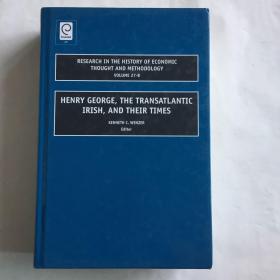 RESEARCH IN THE HISTORY OF ECONOMIC
THOUGHT AND METHODOLOGY
VOLUME 27-B
HENRY GEORGE, THE TRANSATLANTIC
IRISH, AND THEIR TIMES
KENNETH C. WENZER
Editor